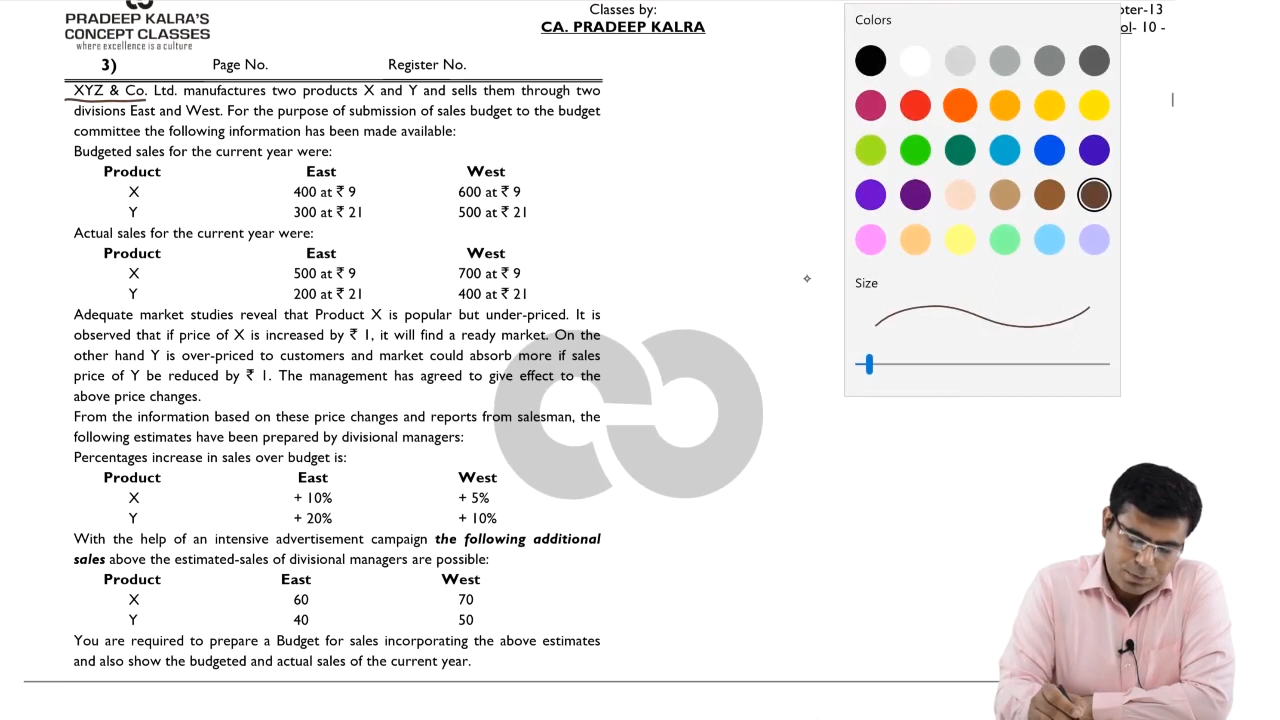 PRADEEP KALRA'S
CONCEPT CLASSES
where excellence is a culture
Classes by:
CA. PRADEEP KALRA
- 10 -
3) Page No. Register No.
XYZ & Co. Ltd. manufactures two products X and Y and sells them through two
divisions East and West. For the purpose of submission of sales budget to the budget
committee the following information has been made available:
Budgeted sales for the current year were:
Product East West
X 400 at ₹ 9 600 at ₹ 9
Y 300 at ₹ 21 500 at ₹ 21
Actual sales for the current year were:
Product East West
X 500 at ₹ 9 700 at ₹ 9
Y 200 at ₹ 21 400 at ₹ 21
Adequate market studies reveal that Product X is popular but under-priced. It is
observed that if price of X is increased by ₹ 1, it will find a ready market. On the
other hand Y is over-priced to customers and market could absorb more if sales
price of Y be reduced by ₹ 1. The management has agreed to give effect to the
above price changes.
From the information based on these price changes and reports from salesman, the
following estimates have been prepared by divisional managers:
Percentages increase in sales over budget is:
Product East West
X + 10% + 5%
Y + 20% + 10%
With the help of an intensive advertisement campaign the following additional
sales above the estimated-sales of divisional managers are possible:
Product East West
X 60 70
Y 40 50
You are required to prepare a Budget for sales incorporating the above estimates
and also show the budgeted and actual sales of the current year.
Colors
Size